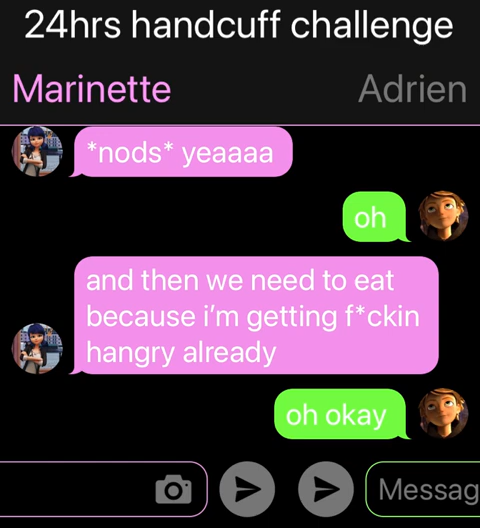 24hrs handcuff challenge
Marinette Adrien
*nods* yeaaaa
oh
and then we need to eat
because i'm getting f*ckin
hangry already
oh okay
Messag